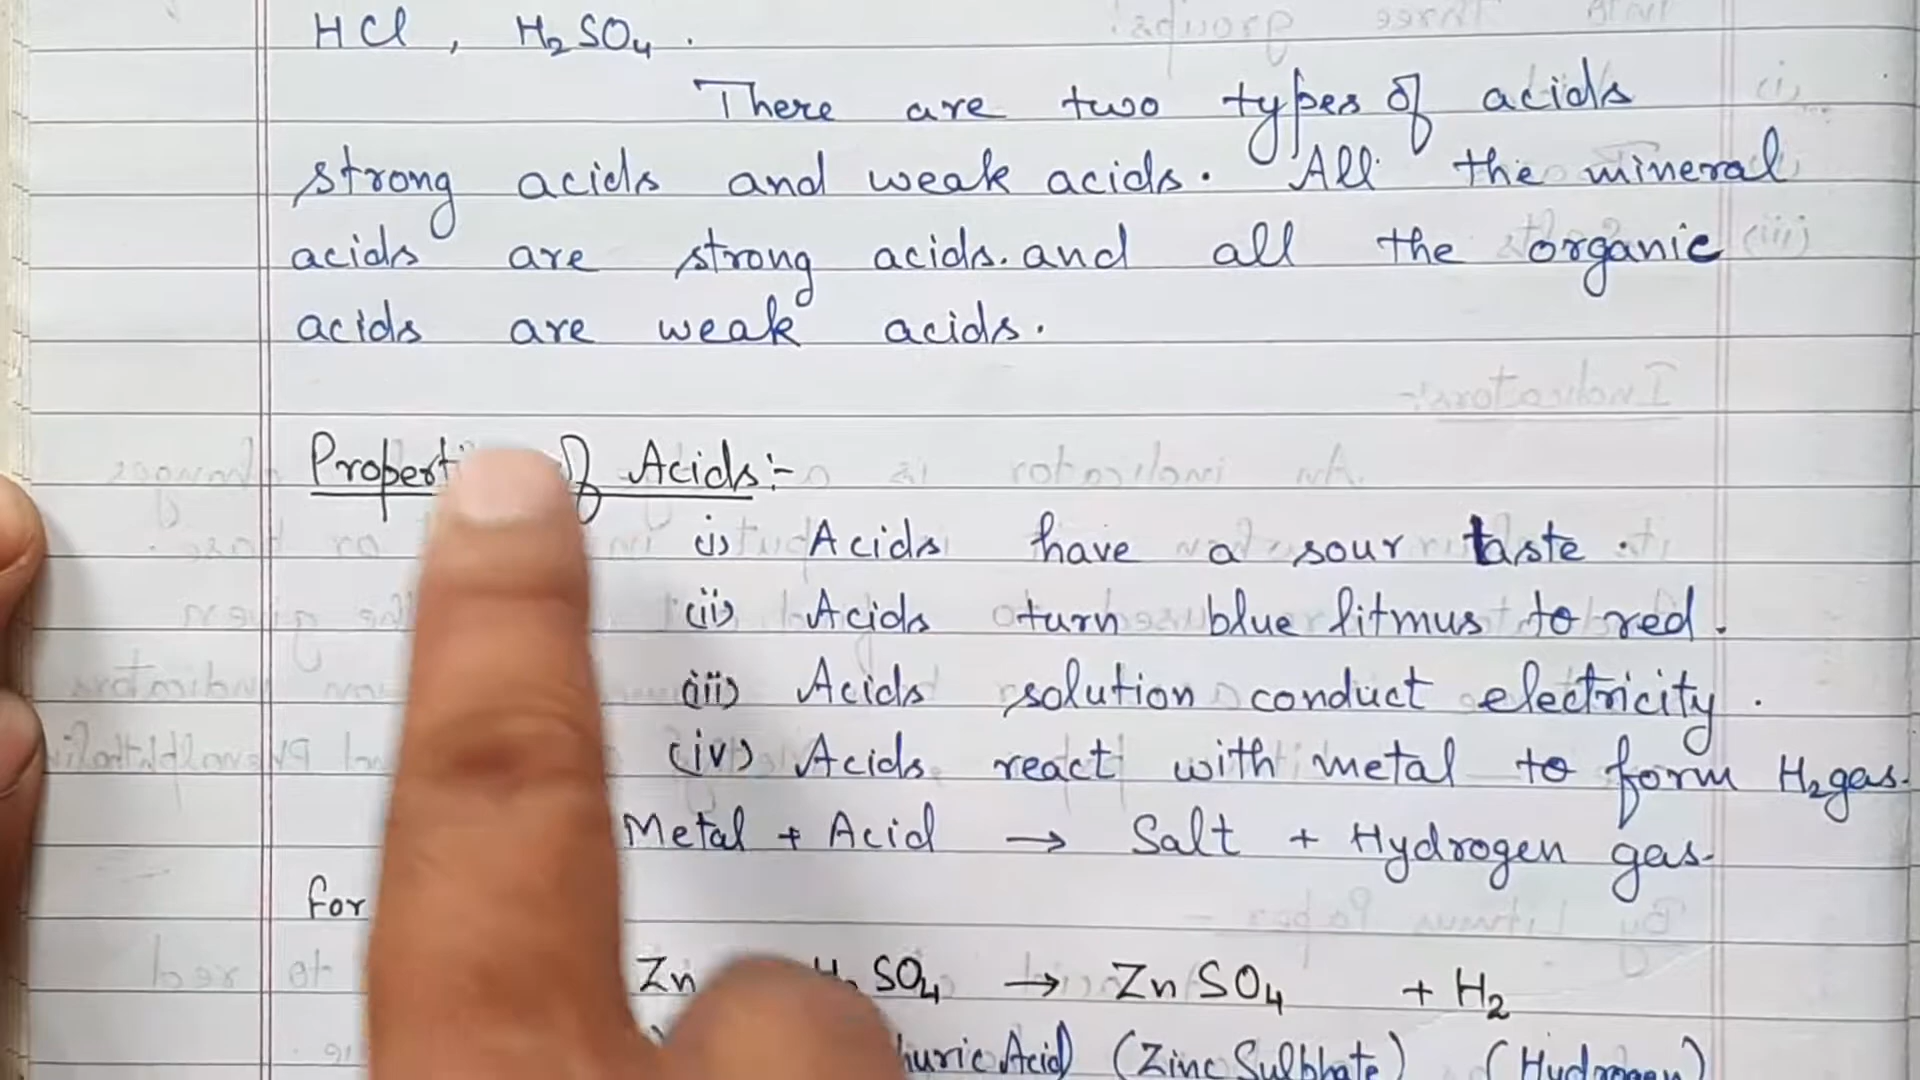 HCl, H₂SO₄.
There are two types of acids
strong acids and weak acids. All the mineral
acids are strong acids. and all the organic
acids are weak acids.
of Acids:-
(i) Acids have a sour taste.
(ii) Acids turn blue litmus to red.
(iii) Acids solution conduct electricity.
(iv) Acids react with metal to form H₂ gas.
Metal + Acid → Salt + Hydrogen gas.
for
Zn SO₄ → ZnSO₄ + H₂
Acid) (Zinc Sulphate) (Hydrogen)